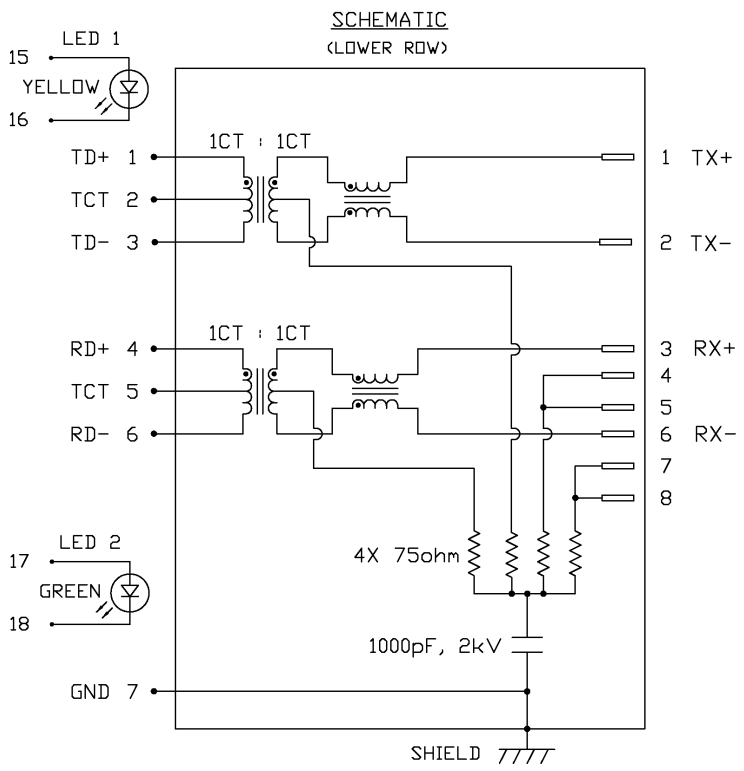 SCHEMATIC
(LOWER ROW)
LED 1
15
YELLOW
16
1CT : 1CT
TD+ 1
1 TX+
TCT 2
TD- 3
2 TX-
1CT : 1CT
RD+ 4
3 RX+
4
TCT 5
5
RD- 6
6 RX-
7
8
LED 2
17
4X 75ohm
GREEN
18
1000pF, 2kV
GND 7
SHIELD